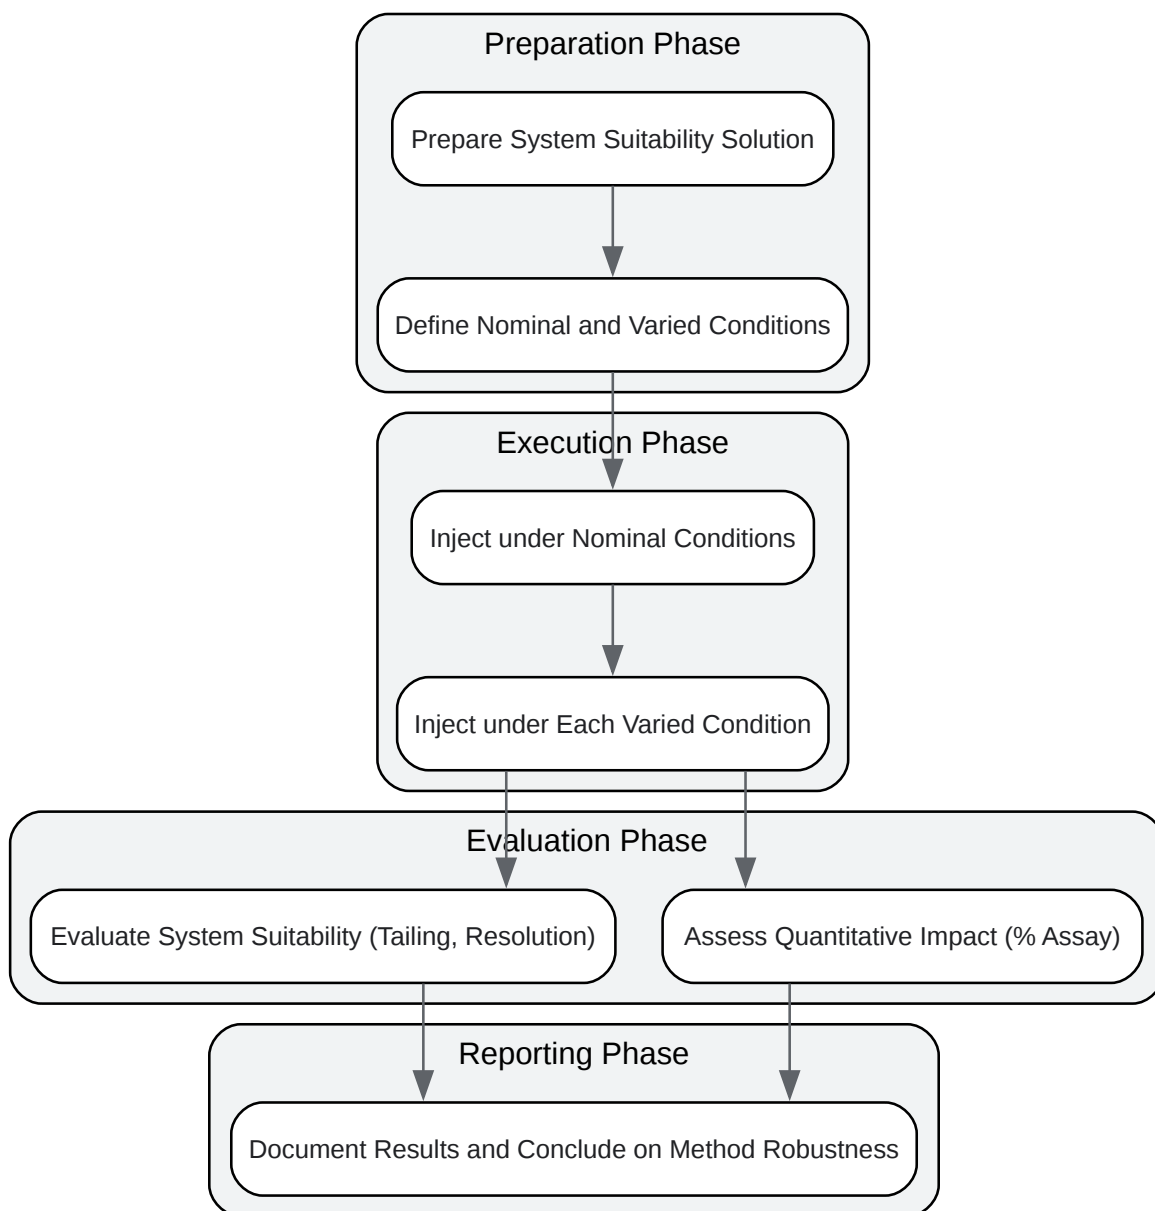 Preparation Phase
Prepare System Suitability Solution
Define Nominal and Varied Conditions
Execution Phase
Inject under Nominal Conditions
Inject under Each Varied Condition
Evaluation Phase
Evaluate System Suitability (Tailing, Resolution)
Assess Quantitative Impact (% Assay)
Reporting Phase
Document Results and Conclude on Method Robustness